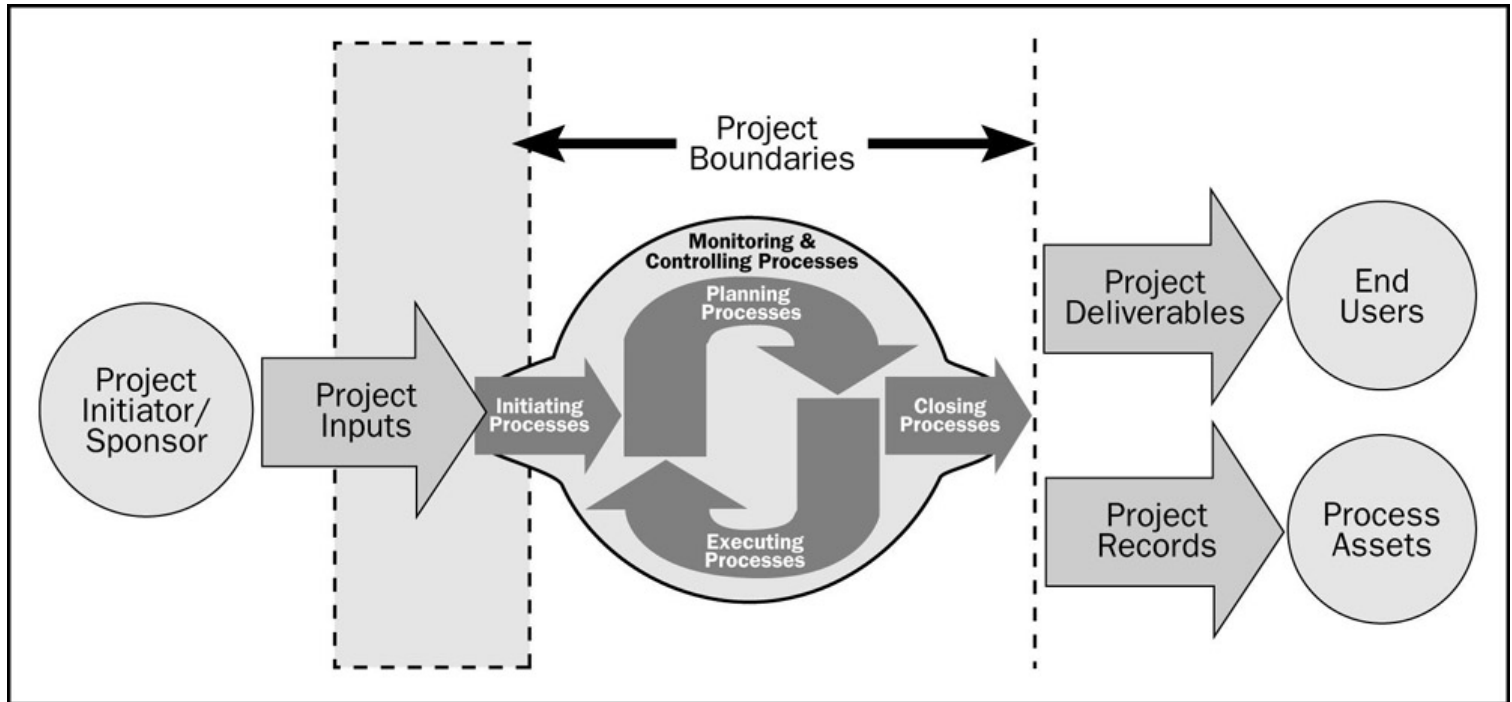 Project
Boundaries
Monitoring &
Controlling Processes
Planning
Processes
Project
Initiator/
Sponsor
Project
Inputs
Initiating
Processes
Closing
Processes
Executing
Processes
Project
Deliverables
End
Users
Project
Records
Process
Assets